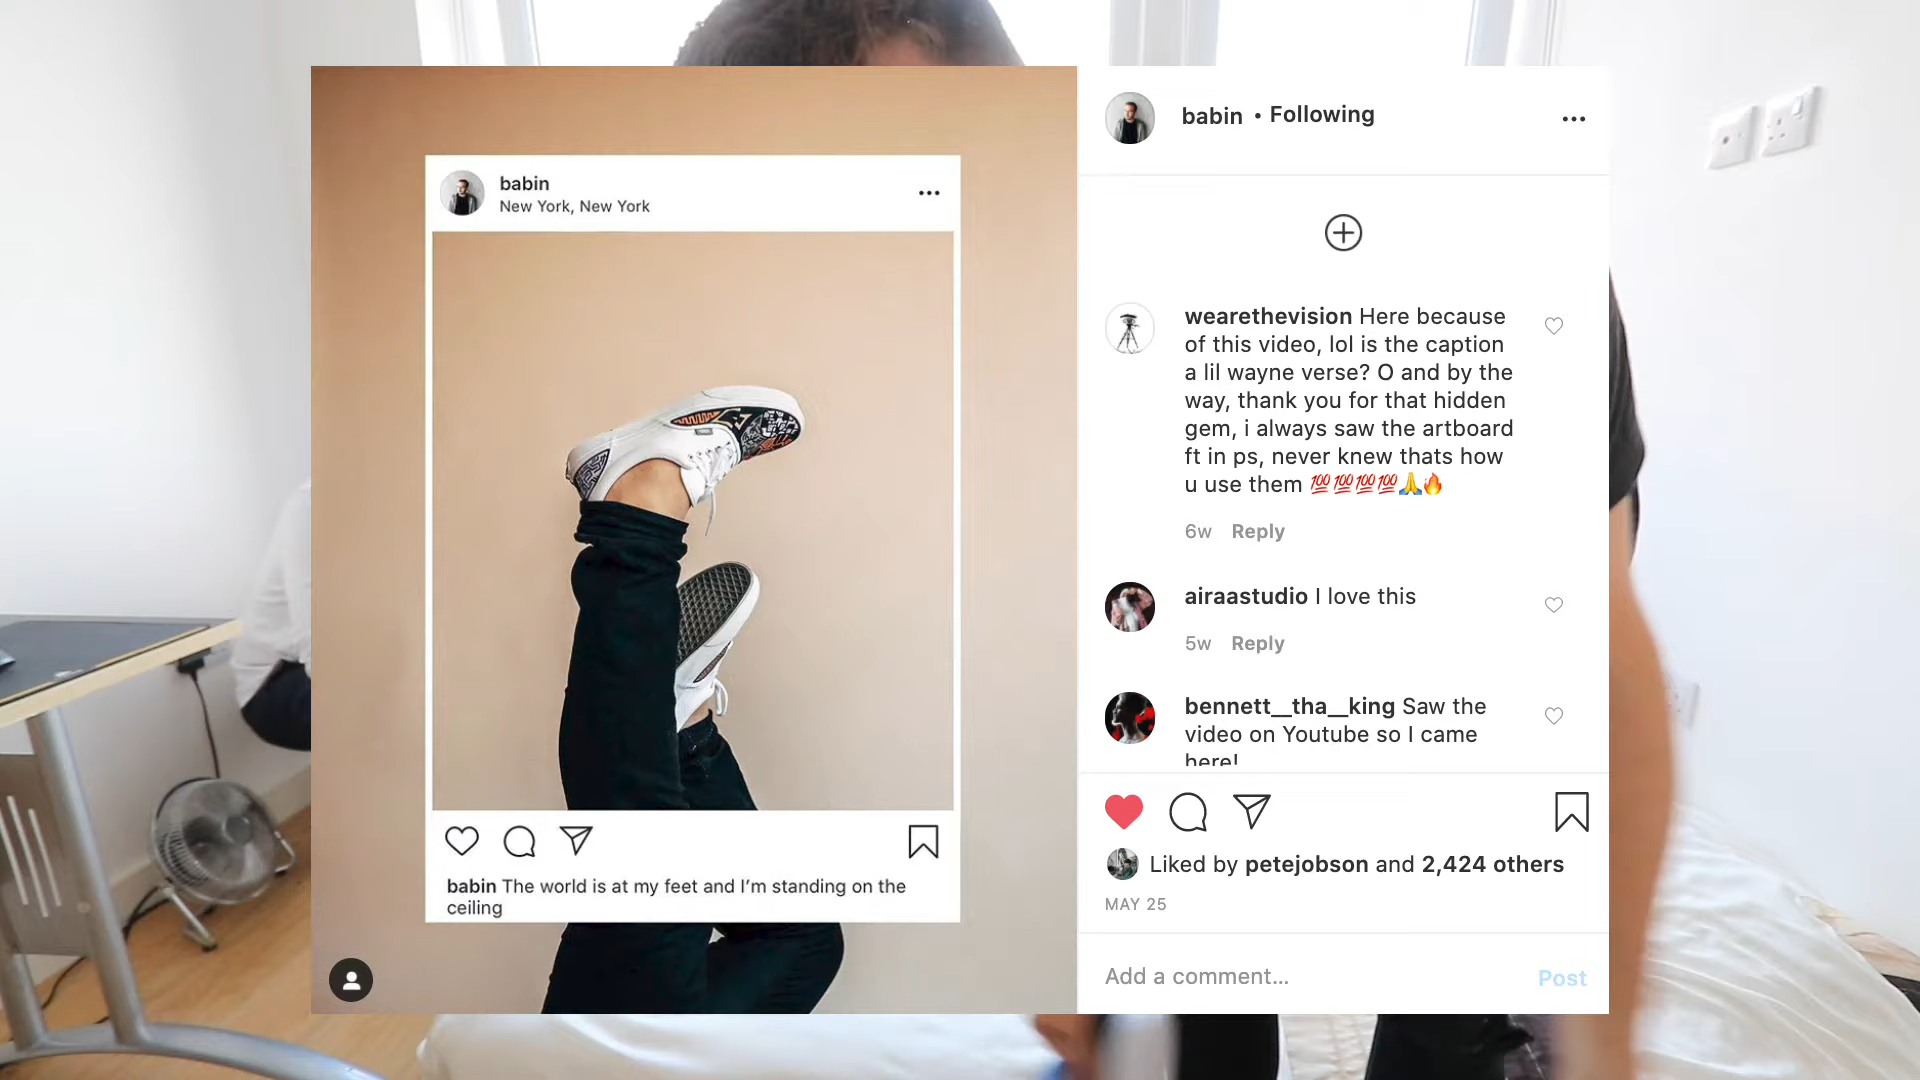 babin
New York, New York
babin The world is at my feet and I’m standing on the
ceiling
babin • Following
wearethevision Here because
of this video, lol is the caption
a lil wayne verse? O and by the
way, thank you for that hidden
gem, i always saw the artboard
ft in ps, never knew thats how
u use them 💯💯💯💯🙏🔥
6w Reply
airaastudio I love this
5w Reply
bennett__tha__king Saw the
video on Youtube so I came
here!
Liked by petejobson and 2,424 others
MAY 25
Add a comment...
Post